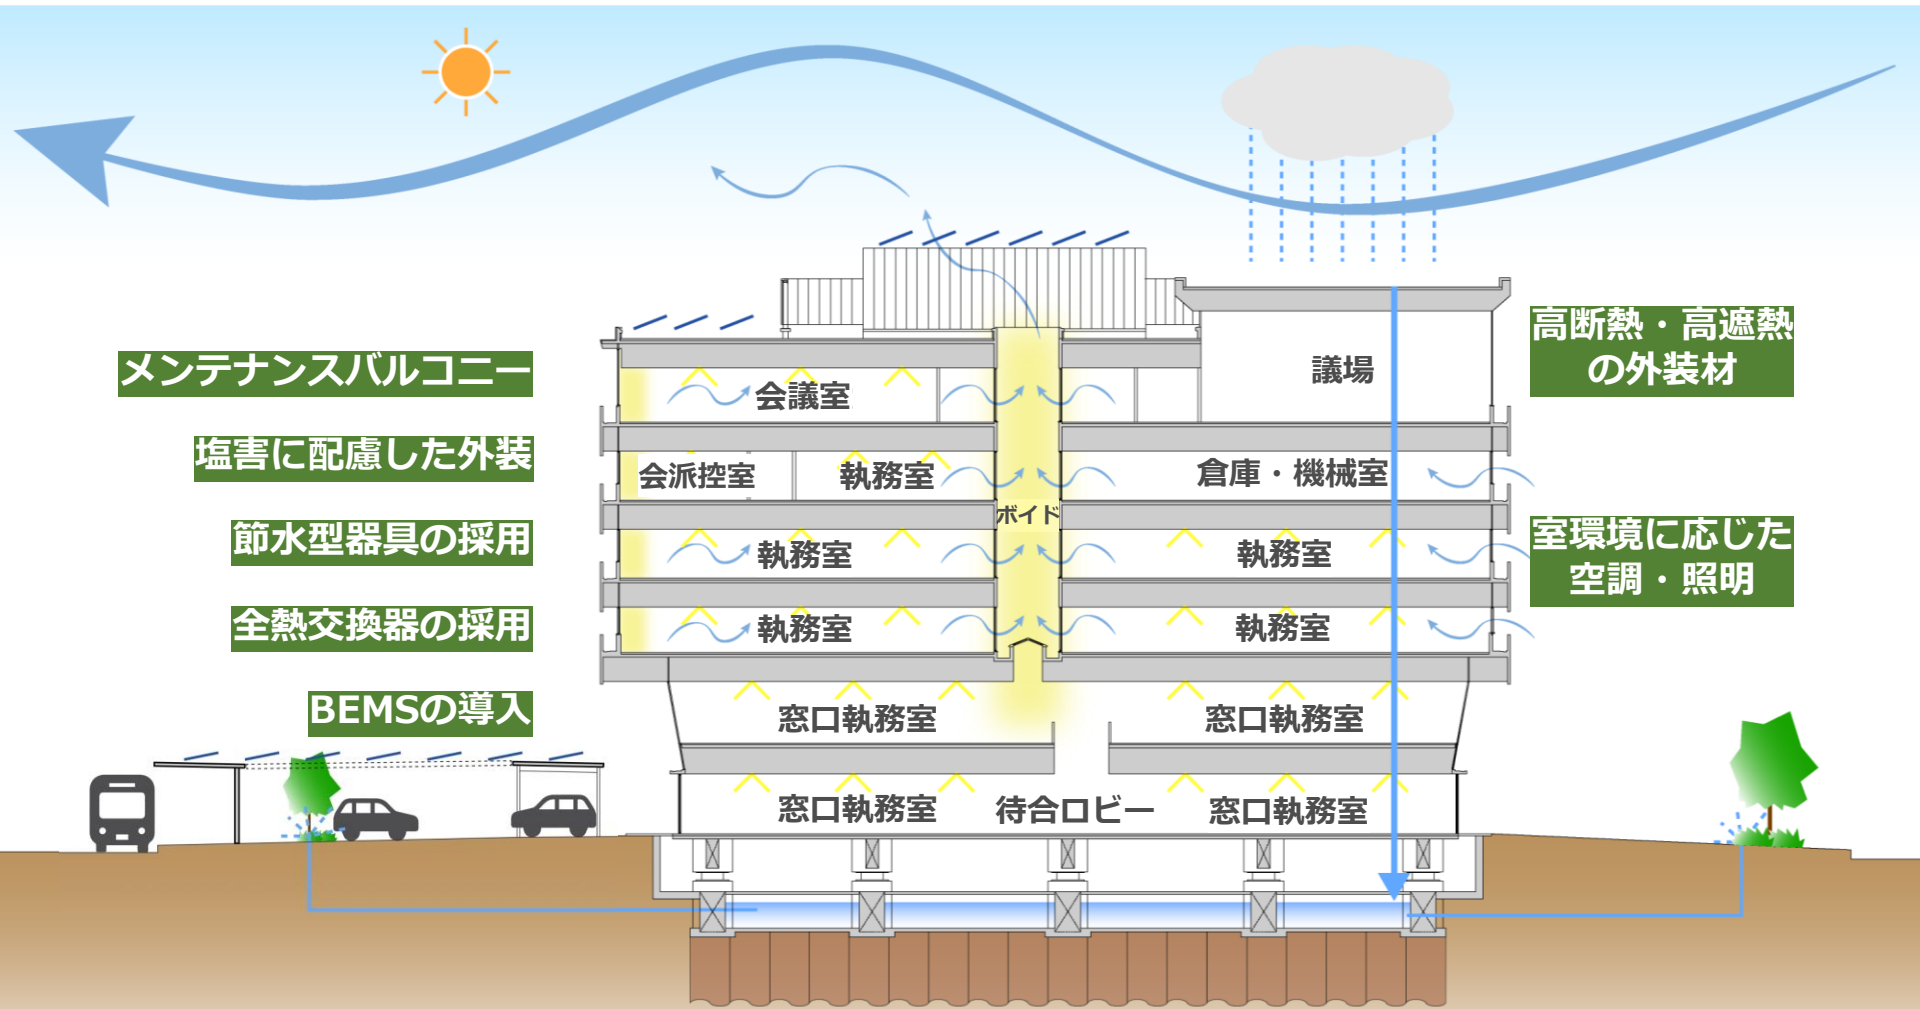 メンテナンスバルコニー
塩害に配慮した外装
節水型器具の採用
全熱交換器の採用
BEMSの導入
高断熱・高遮熱
の外装材
室環境に応じた
空調・照明
会議室
議場
会派控室
執務室
倉庫・機械室
ボイド
執務室
執務室
執務室
執務室
窓口執務室
窓口執務室
窓口執務室
待合ロビー
窓口執務室